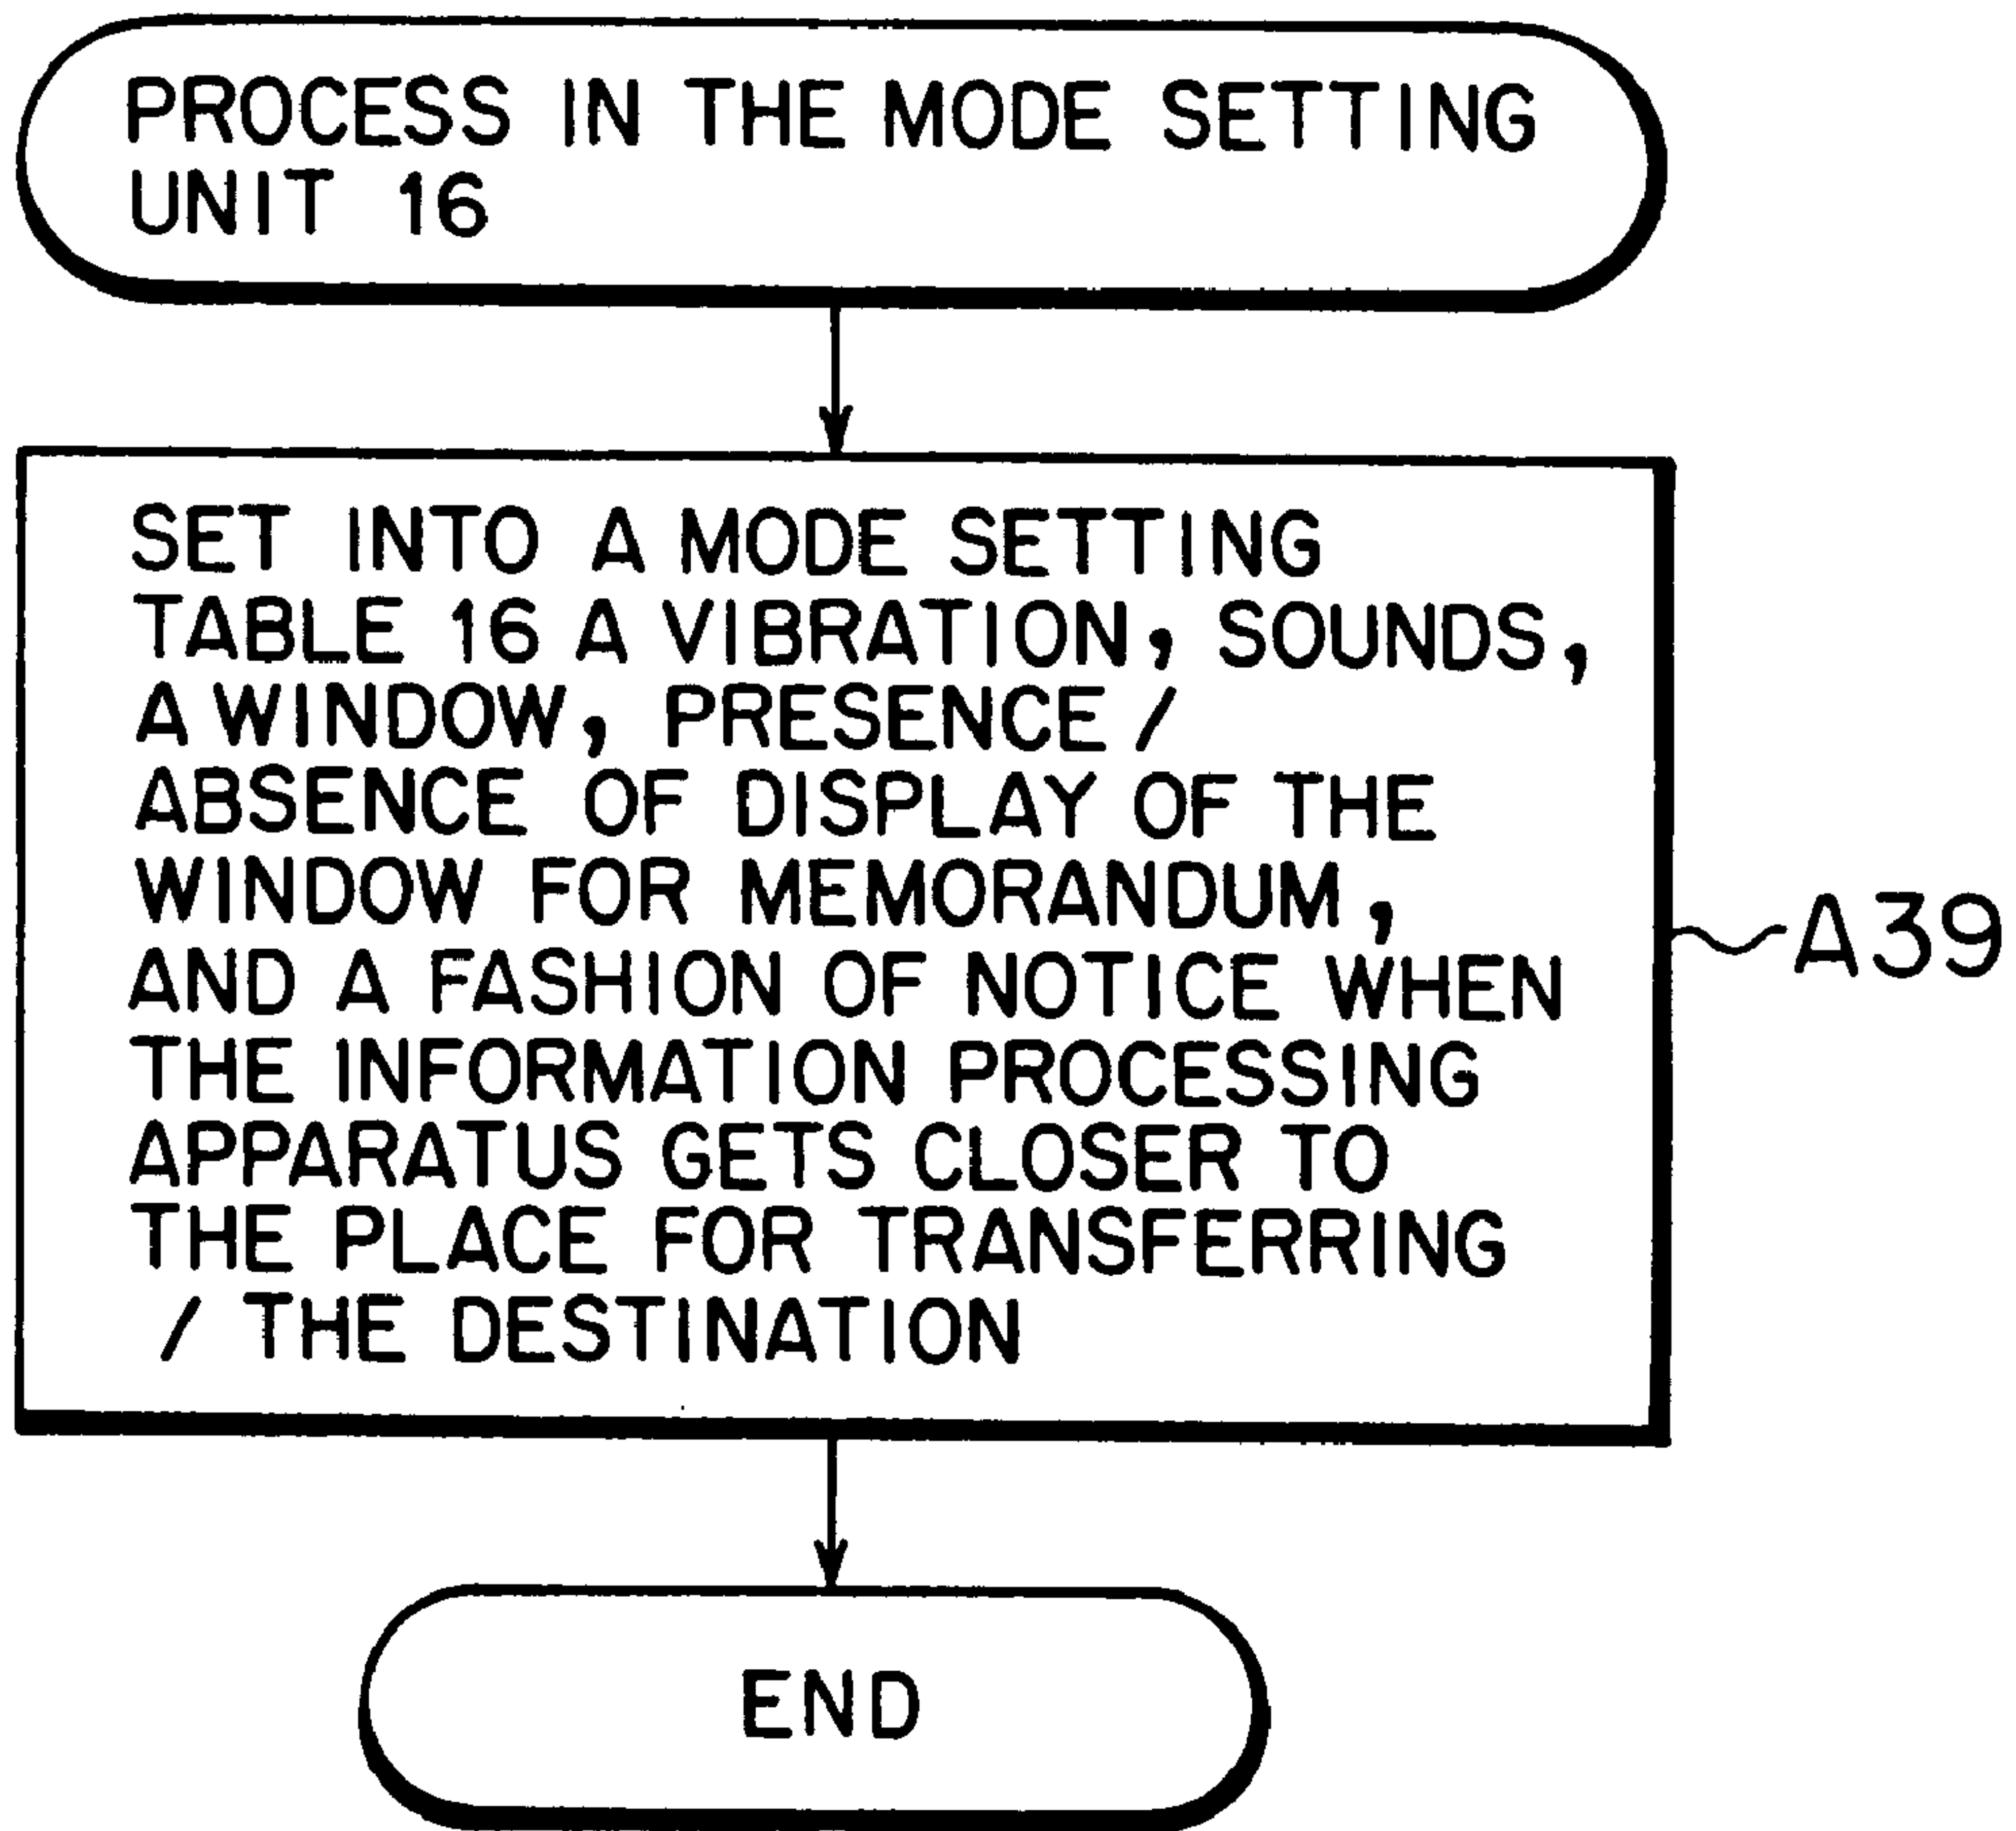 PROCESS IN THE MODE SETTING
UNIT 16
SET INTO A MODE SETTING
TABLE 16 A VIBRATION, SOUNDS,
A WINDOW, PRESENCE /
ABSENCE OF DISPLAY OF THE
WINDOW FOR MEMORANDUM,
AND A FASHION OF NOTICE WHEN
THE INFORMATION PROCESSING
APPARATUS GETS CLOSER TO
THE PLACE FOR TRANSFERRING
/ THE DESTINATION
A39
END